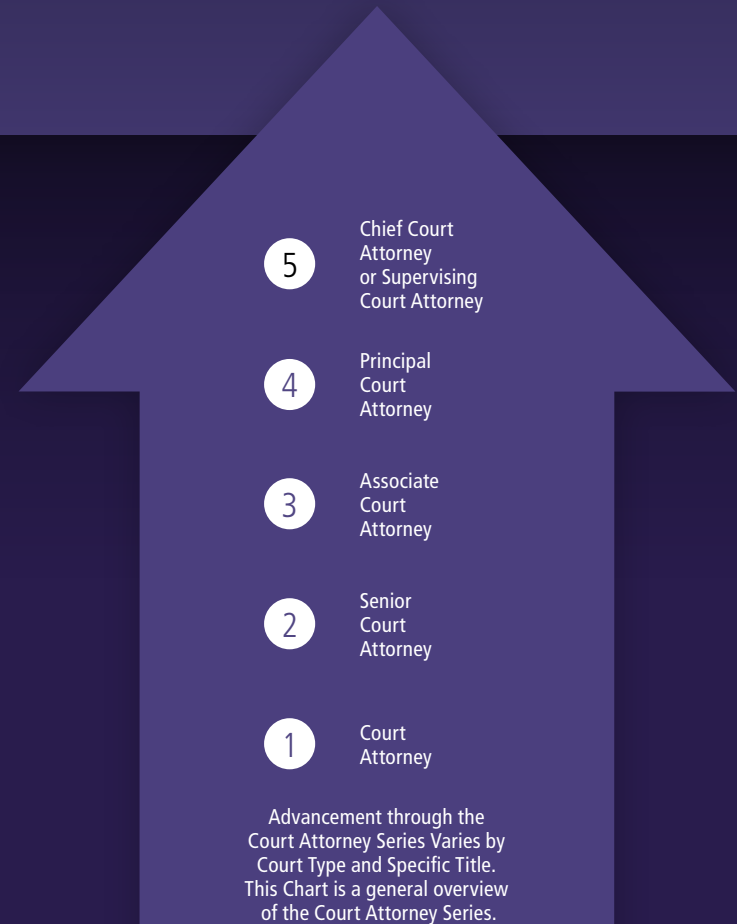 5
Chief Court
Attorney
or Supervising
Court Attorney
4
Principal
Court
Attorney
3
Associate
Court
Attorney
2
Senior
Court
Attorney
1
Court
Attorney
Advancement through the
Court Attorney Series Varies by
Court Type and Specific Title.
This Chart is a general overview
of the Court Attorney Series.